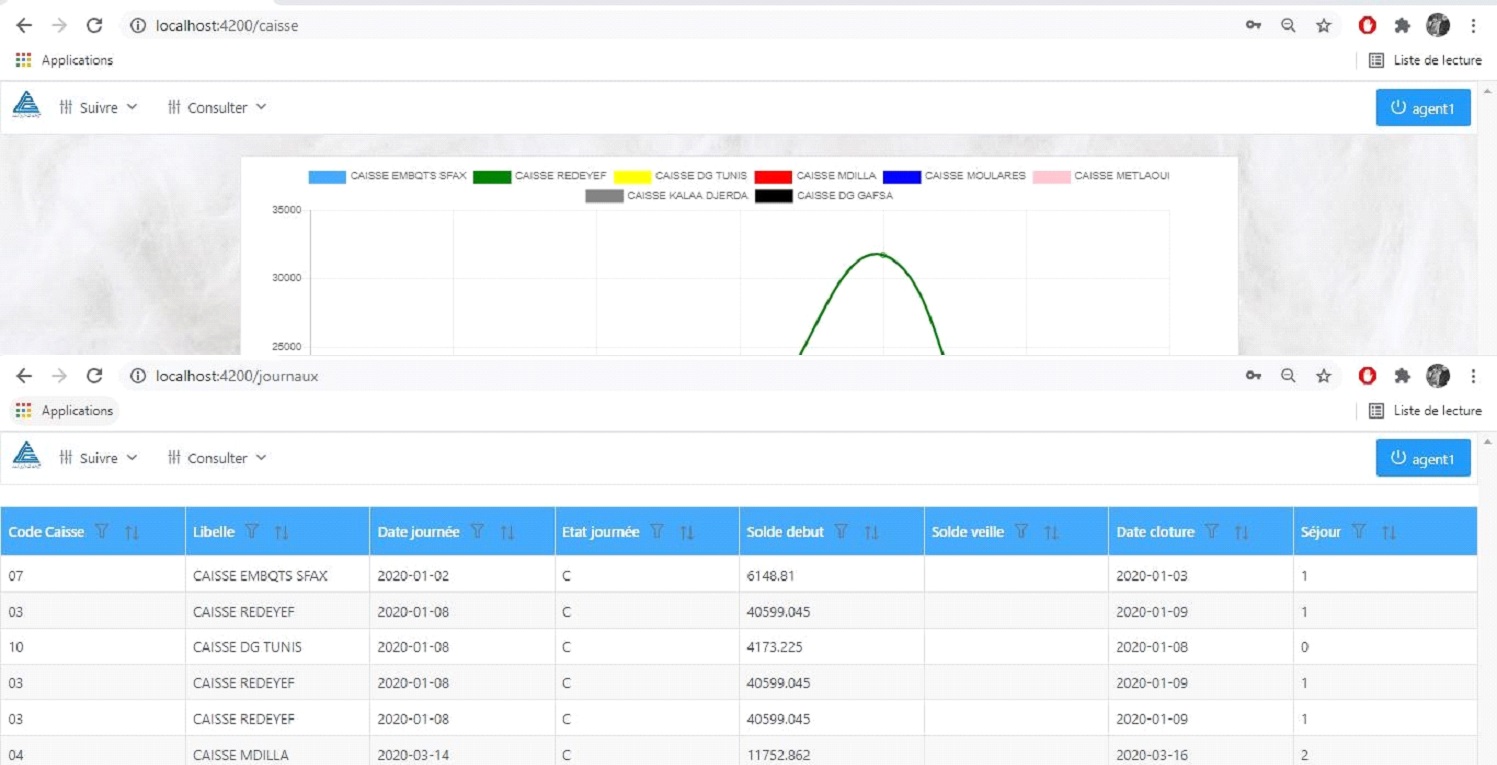 localhost:4200/caisse
Applications
Liste de lecture
Suivre
Consulter
agent1
CAISSE EMBQTS SFAX CAISSE REDEYEF CAISSE DG TUNIS CAISSE MDILLA CAISSE MOULARES CAISSE METLAOUI
CAISSE KALAA DJERDA CAISSE DG GAFSA
35000
30000
25000
localhost:4200/journaux
Applications
Liste de lecture
Suivre
Consulter
agent1
Code Caisse Libelle Date journée Etat journée Solde debut Solde veille Date cloture Séjour
07 CAISSE EMBQTS SFAX 2020-01-02 C 6148.81 2020-01-03 1
03 CAISSE REDEYEF 2020-01-08 C 40599.045 2020-01-09 1
10 CAISSE DG TUNIS 2020-01-08 C 4173.225 2020-01-08 0
03 CAISSE REDEYEF 2020-01-08 C 40599.045 2020-01-09 1
03 CAISSE REDEYEF 2020-01-08 C 40599.045 2020-01-09 1
04 CAISSE MDILLA 2020-03-14 C 11752.862 2020-03-16 2